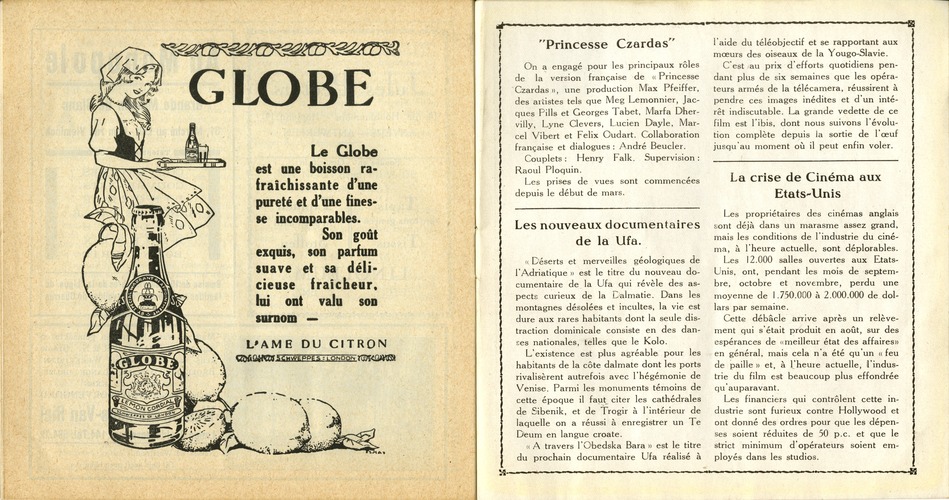 GLOBE
Le Globe
est une boisson ra-
fraîchissante d'une
pureté et d'une fines-
se incomparables.
Son goût
exquis, son parfum
suave et sa déli-
cieuse fraîcheur,
lui ont valu son
surnom —
L'AME DU CITRON
SCHWEPPES : LONDON
GLOBE
LEMON CORDIAL
"Princesse Czardas"
On a engagé pour les principaux rôles
de la version française de « Princesse
Czardas », une production Max Pfeiffer,
des artistes tels que Meg Lemonnier, Jac-
ques Pills et Georges Tabet, Marfa Dher-
villy, Lyne Clevers, Lucien Dayle, Mar-
cel Vibert et Felix Oudart. Collaboration
française et dialogues : André Beucler.
Couplets : Henry Falk. Supervision :
Raoul Ploquin.
Les prises de vues sont commencées
depuis le début de mars.
Les nouveaux documentaires
de la Ufa.
« Déserts et merveilles géologiques de
l'Adriatique » est le titre du nouveau do-
cumentaire de la Ufa qui révèle des as-
pects curieux de la Dalmatie. Dans les
montagnes désolées et incultes, la vie est
dure aux rares habitants dont la seule dis-
traction dominicale consiste en des dan-
ses nationales, telles que le Kolo.
L'existence est plus agréable pour les
habitants de la côte dalmate dont les ports
rivalisèrent autrefois avec l'hégémonie de
Venise. Parmi les monuments témoins de
cette époque il faut citer les cathédrales
de Sibenik, et de Trogir à l'intérieur de
laquelle on a réussi à enregistrer un Te
Deum en langue croate.
« A travers l'Obedska Bara » est le titre
du prochain documentaire Ufa réalisé à
l'aide du téléobjectif et se rapportant aux
mœurs des oiseaux de la Yougo-Slavie.
C'est au prix d'efforts quotidiens pen-
dant plus de six semaines que les opéra-
teurs armés de la télécamera, réussirent à
pendre ces images inédites et d'un inté-
rêt indiscutable. La grande vedette de ce
film est l'ibis, dont nous suivons l'évolu-
tion complète depuis la sortie de l'œuf
jusqu'au moment où il peut enfin voler.
La crise de Cinéma aux
Etats-Unis
Les propriétaires des cinémas anglais
sont déjà dans un marasme assez grand,
mais les conditions de l'industrie du ciné-
ma, à l'heure actuelle, sont déplorables.
Les 12.000 salles ouvertes aux Etats-
Unis, ont, pendant les mois de septem-
bre, octobre et novembre, perdu une
moyenne de 1.750.000 à 2.000.000 de dol-
lars par semaine.
Cette débâcle arrive après un relève-
ment qui s'était produit en août, sur des
espérances de «meilleur état des affaires»
en général, mais cela n'a été qu'un « feu
de paille » et, à l'heure actuelle, l'indus-
trie du film est beaucoup plus effondrée
qu'auparavant.
Les financiers qui contrôlent cette in-
dustrie sont furieux contre Hollywood et
ont donné des ordres pour que les dépen-
ses soient réduites de 50 p.c. et que le
strict minimum d'opérateurs soient em-
ployés dans les studios.